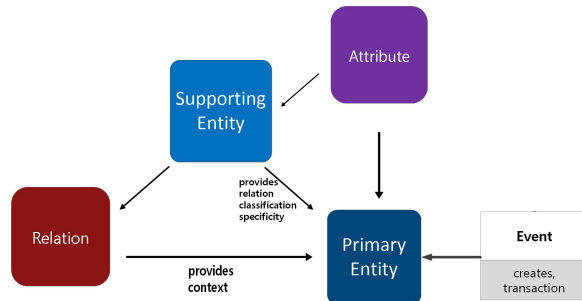 Attribute
Supporting
Entity
provides
relation
classification
specificity
Relation
provides
context
Primary
Entity
Event
creates,
transaction